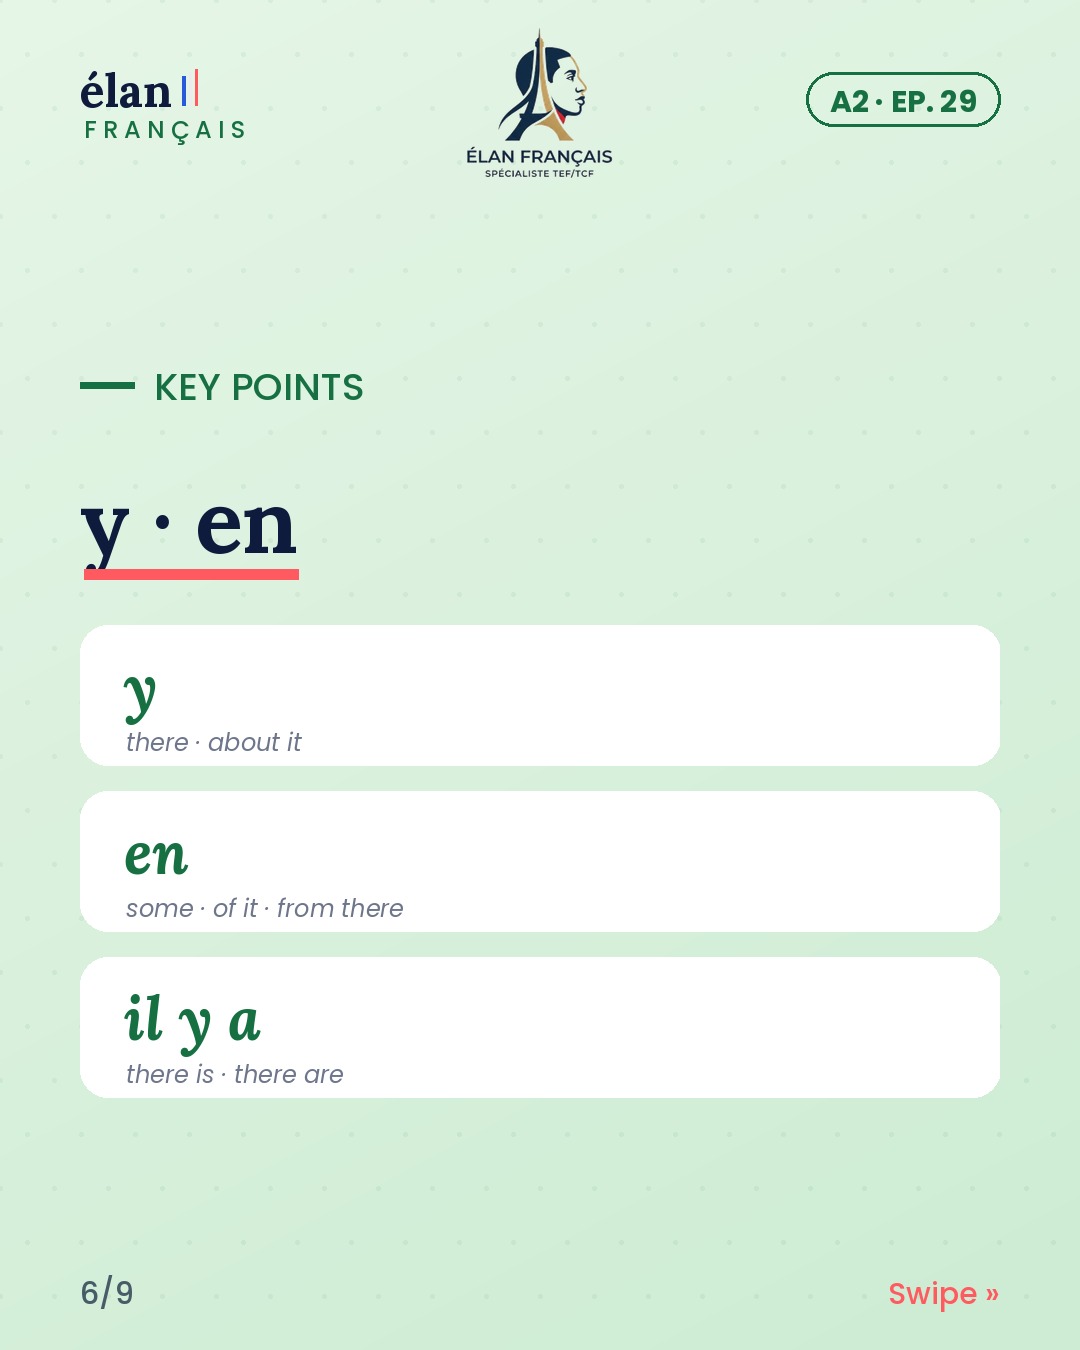 élan
FRANÇAIS
ÉLAN FRANÇAIS
SPÉCIALISTE TEF/TCF
A2 · EP. 29
KEY POINTS
y · en
y
there · about it
en
some · of it · from there
il y a
there is · there are
6/9
Swipe »